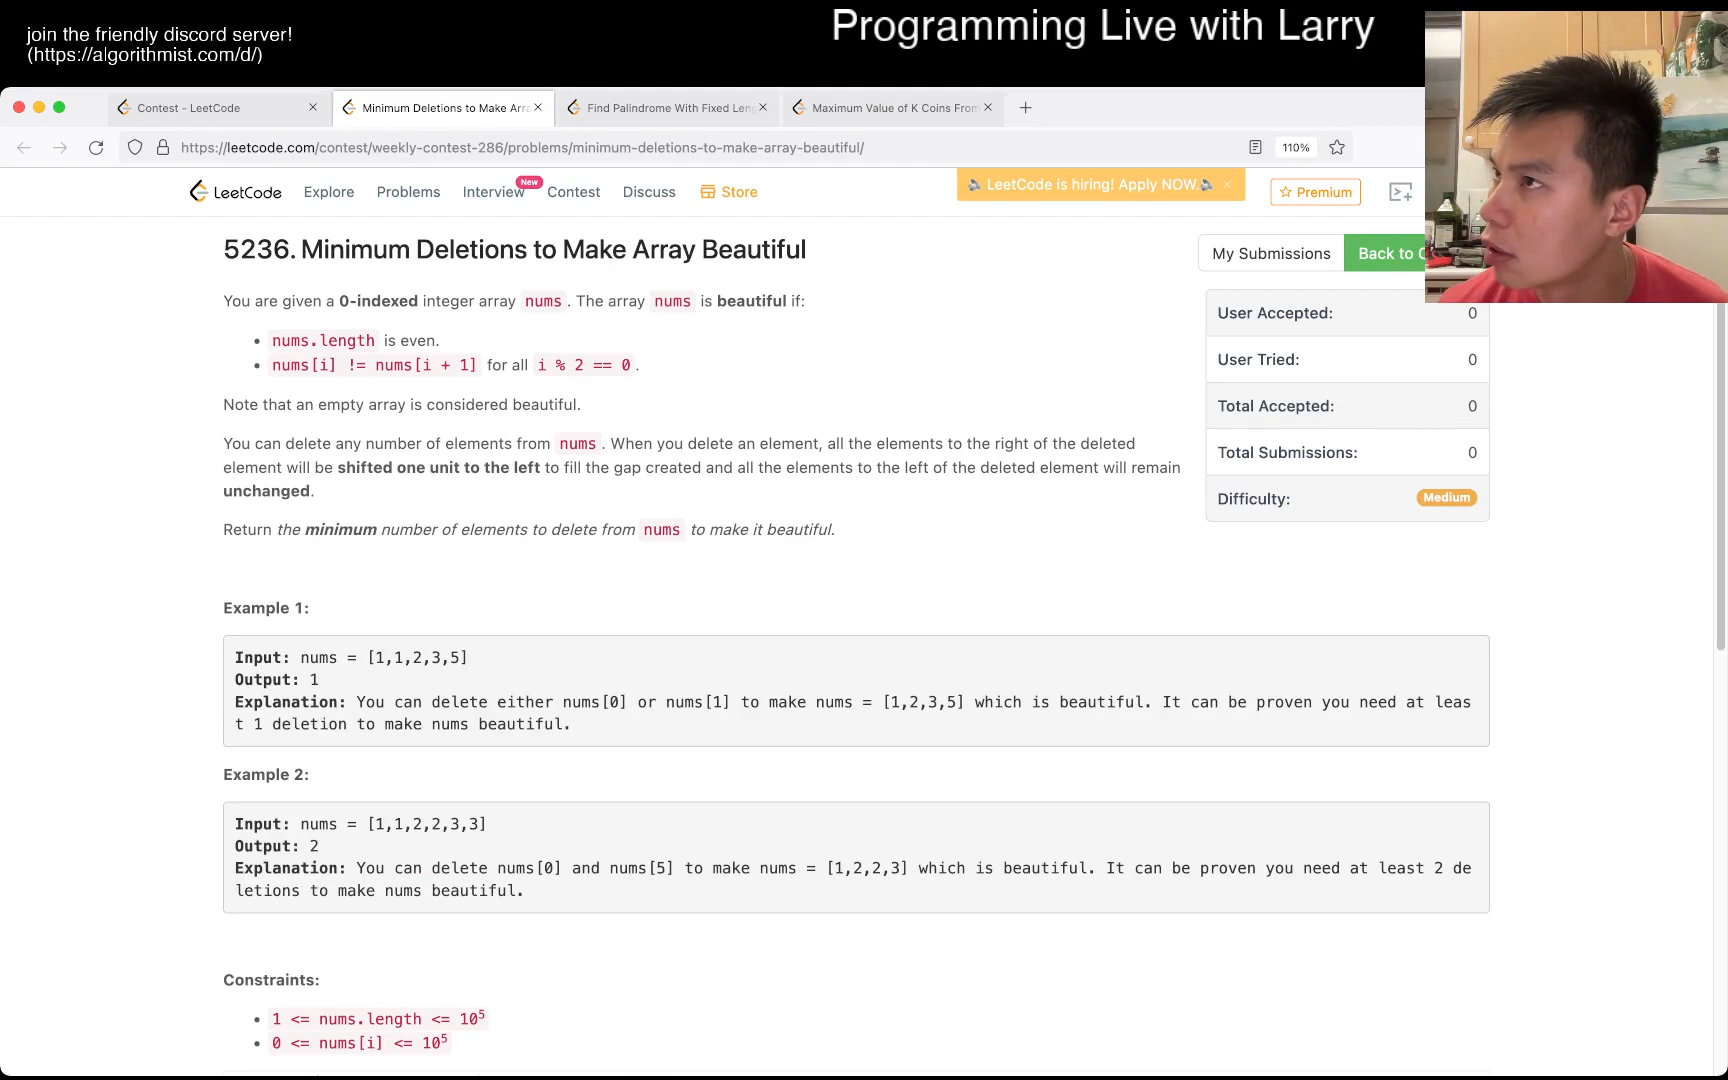 join the friendly discord server!
(https://algorithmist.com/d/)
Programming Live with Larry
Contest - LeetCode
Minimum Deletions to Make Arra
Find Palindrome With Fixed Leng
Maximum Value of K Coins From
https://leetcode.com/contest/weekly-contest-286/problems/minimum-deletions-to-make-array-beautiful/
110%
LeetCode
Explore
Problems
Interview
New
Contest
Discuss
Store
LeetCode is hiring! Apply NOW.
Premium
5236. Minimum Deletions to Make Array Beautiful
My Submissions
Back to C
You are given a 0-indexed integer array nums. The array nums is beautiful if:
nums.length is even.
nums[i] != nums[i + 1] for all i % 2 == 0.
Note that an empty array is considered beautiful.
You can delete any number of elements from nums. When you delete an element, all the elements to the right of the deleted
element will be shifted one unit to the left to fill the gap created and all the elements to the left of the deleted element will remain
unchanged.
Return the minimum number of elements to delete from nums to make it beautiful.
User Accepted: 0
User Tried: 0
Total Accepted: 0
Total Submissions: 0
Difficulty: Medium
Example 1:
Input: nums = [1,1,2,3,5]
Output: 1
Explanation: You can delete either nums[0] or nums[1] to make nums = [1,2,3,5] which is beautiful. It can be proven you need at leas
t 1 deletion to make nums beautiful.
Example 2:
Input: nums = [1,1,2,2,3,3]
Output: 2
Explanation: You can delete nums[0] and nums[5] to make nums = [1,2,2,3] which is beautiful. It can be proven you need at least 2 de
letions to make nums beautiful.
Constraints:
1 <= nums.length <= 10⁵
0 <= nums[i] <= 10⁵